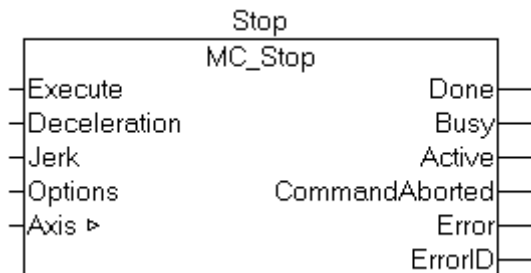 Stop
MC_Stop
Execute Done
Deceleration Busy
Jerk Active
Options CommandAborted
Axis Error
ErrorID